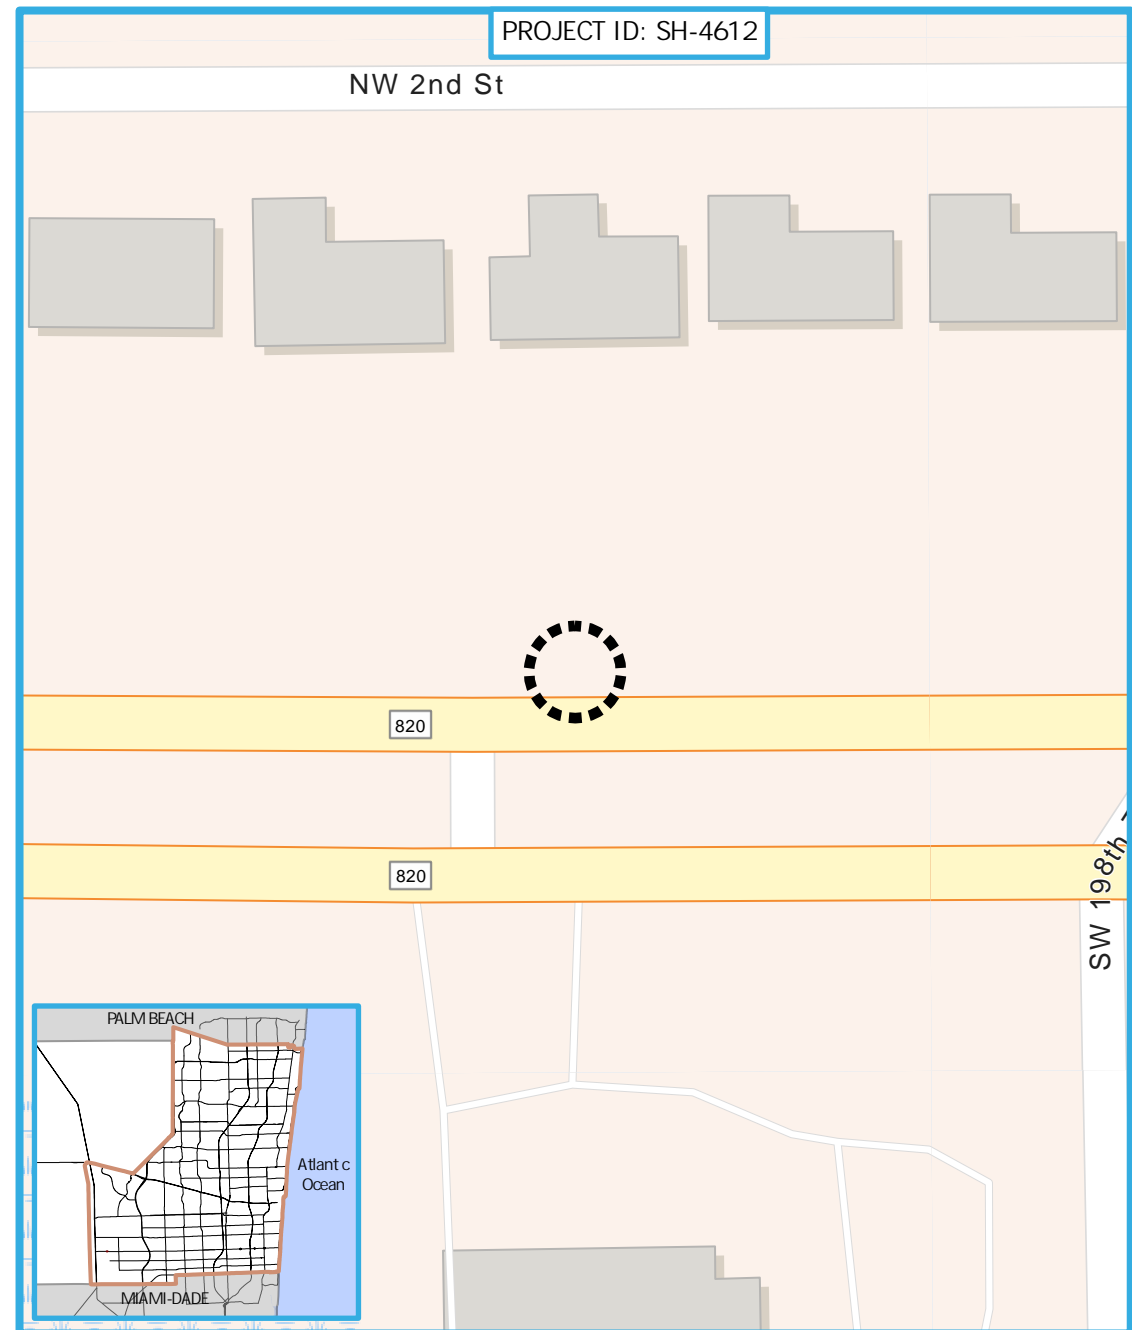 PROJECT ID: SH-4612
NW 2nd St
820
820
SW 198th
PALM BEACH
Atlant c
Ocean
MIAMI-DADE